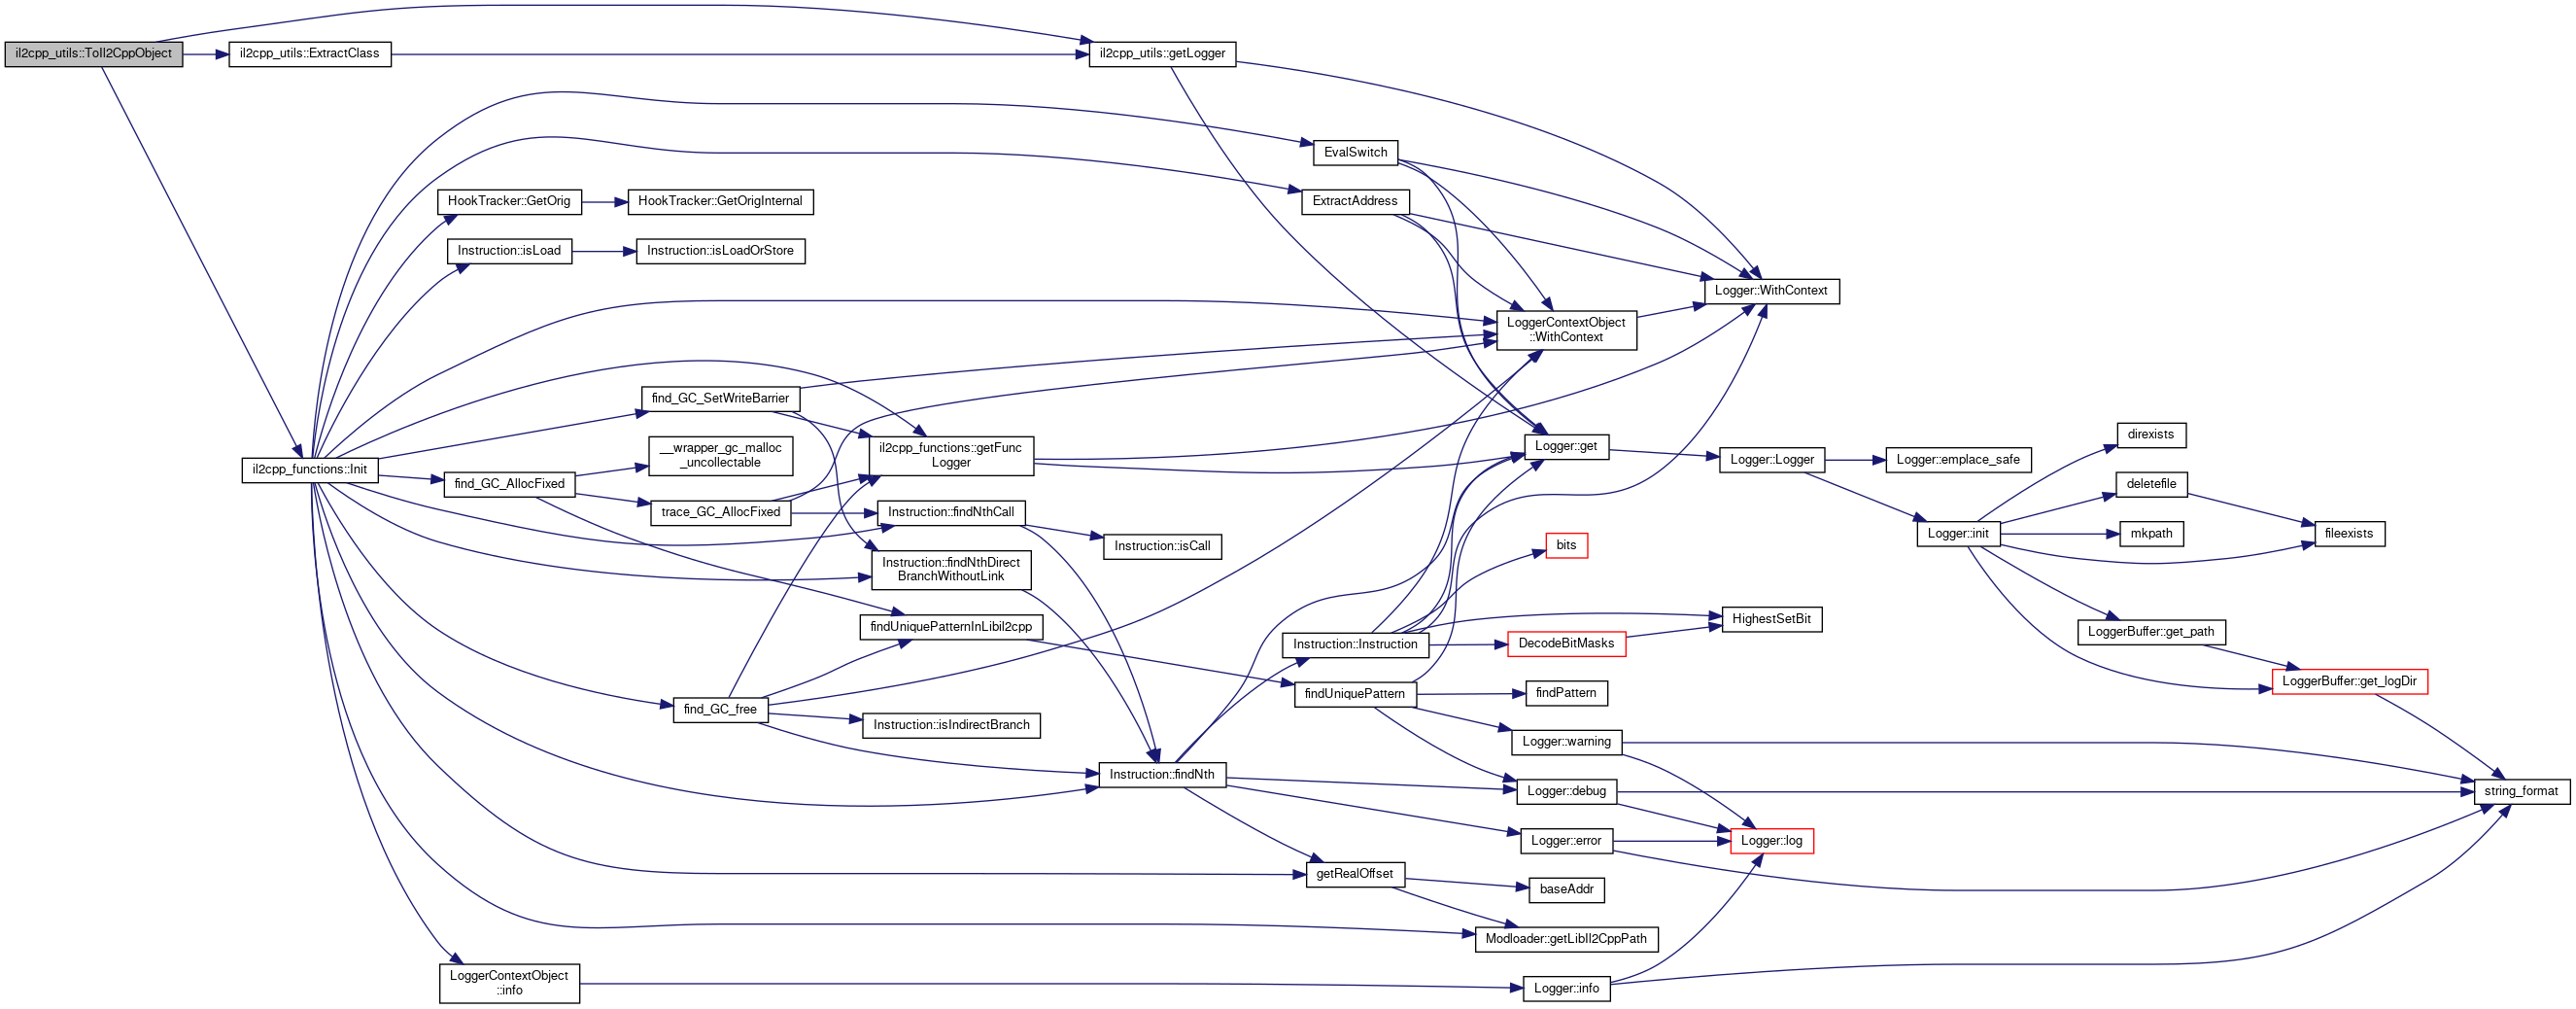 il2cpp_utils::ToIl2CppObject
il2cpp_utils::ExtractClass
il2cpp_utils::getLogger
EvalSwitch
HookTracker::GetOrig
HookTracker::GetOrigInternal
ExtractAddress
Instruction::isLoad
Instruction::isLoadOrStore
Logger::WithContext
LoggerContextObject
::WithContext
find_GC_SetWriteBarrier
__wrapper_gc_malloc
_uncollectable
il2cpp_functions::getFunc
Logger
Logger::get
Logger::Logger
Logger::emplace_safe
direxists
il2cpp_functions::Init
find_GC_AllocFixed
trace_GC_AllocFixed
Instruction::findNthCall
Instruction::isCall
deletefile
Logger::init
mkpath
fileexists
bits
Instruction::findNthDirect
BranchWithoutLink
findUniquePatternInLibil2cpp
Instruction::Instruction
DecodeBitMasks
HighestSetBit
LoggerBuffer::get_path
LoggerBuffer::get_logDir
findUniquePattern
findPattern
find_GC_free
Instruction::isIndirectBranch
Logger::warning
Instruction::findNth
Logger::debug
string_format
Logger::error
Logger::log
getRealOffset
baseAddr
Modloader::getLibIl2CppPath
LoggerContextObject
::info
Logger::info